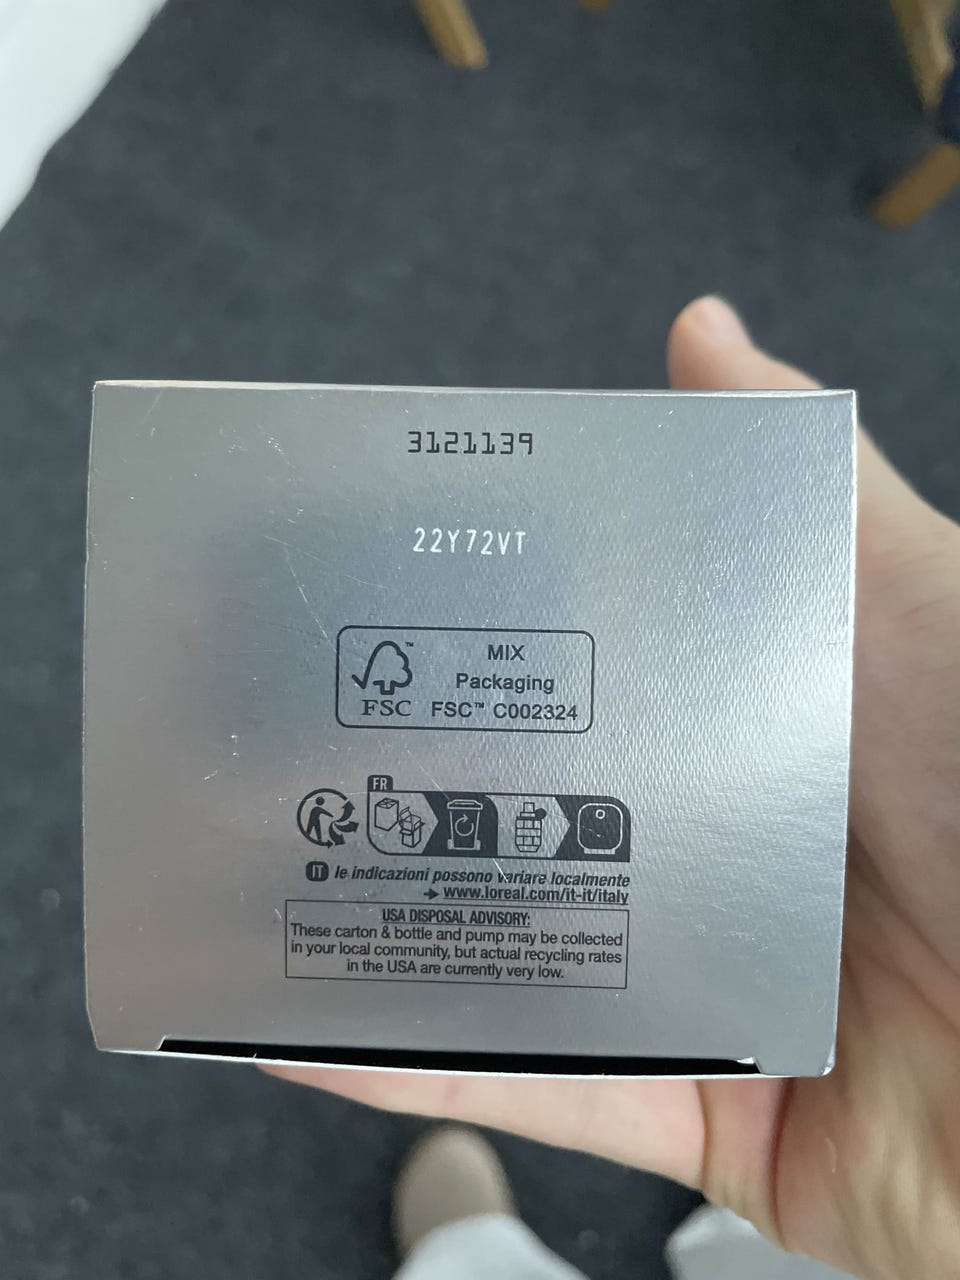 3121139
22Y72VT
MIX
Packaging
FSC™ C002324
FSC
FR
IT le indicazioni possono variare localmente
www.loreal.com/it-it/italy
USA DISPOSAL ADVISORY:
These carton & bottle and pump may be collected
in your local community, but actual recycling rates
in the USA are currently very low.